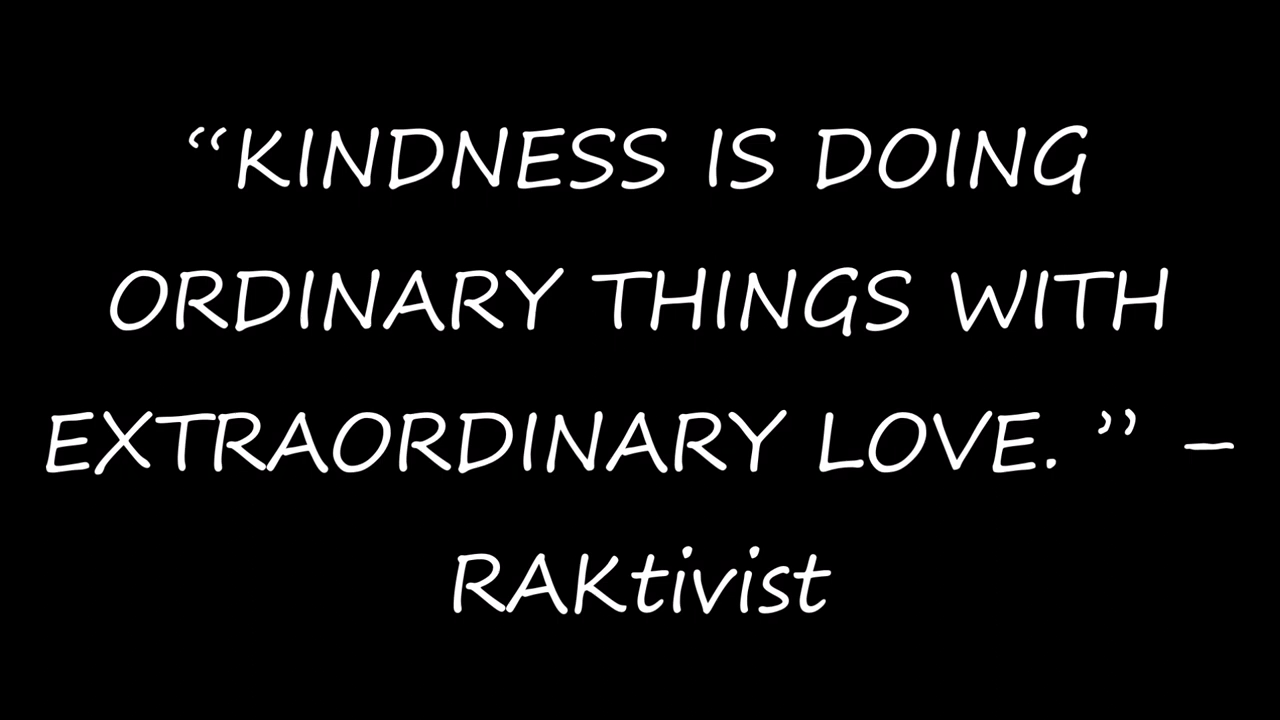 “KINDNESS IS DOING
ORDINARY THINGS WITH
EXTRAORDINARY LOVE. ” –
RAKtivist